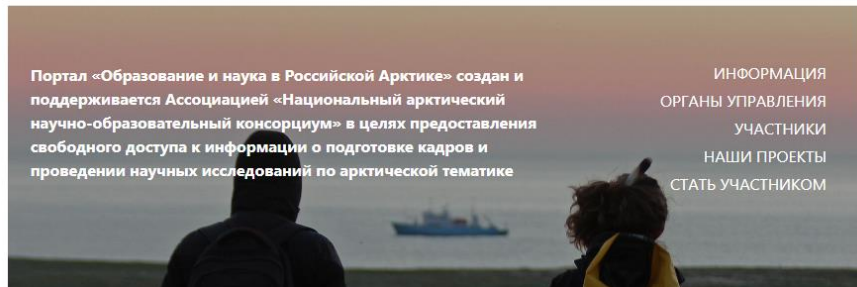 Портал «Образование и наука в Российской Арктике» создан и
поддерживается Ассоциацией «Национальный арктический
научно-образовательный консорциум» в целях предоставления
свободного доступа к информации о подготовке кадров и
проведении научных исследований по арктической тематике
ИНФОРМАЦИЯ
ОРГАНЫ УПРАВЛЕНИЯ
УЧАСТНИКИ
НАШИ ПРОЕКТЫ
СТАТЬ УЧАСТНИКОМ